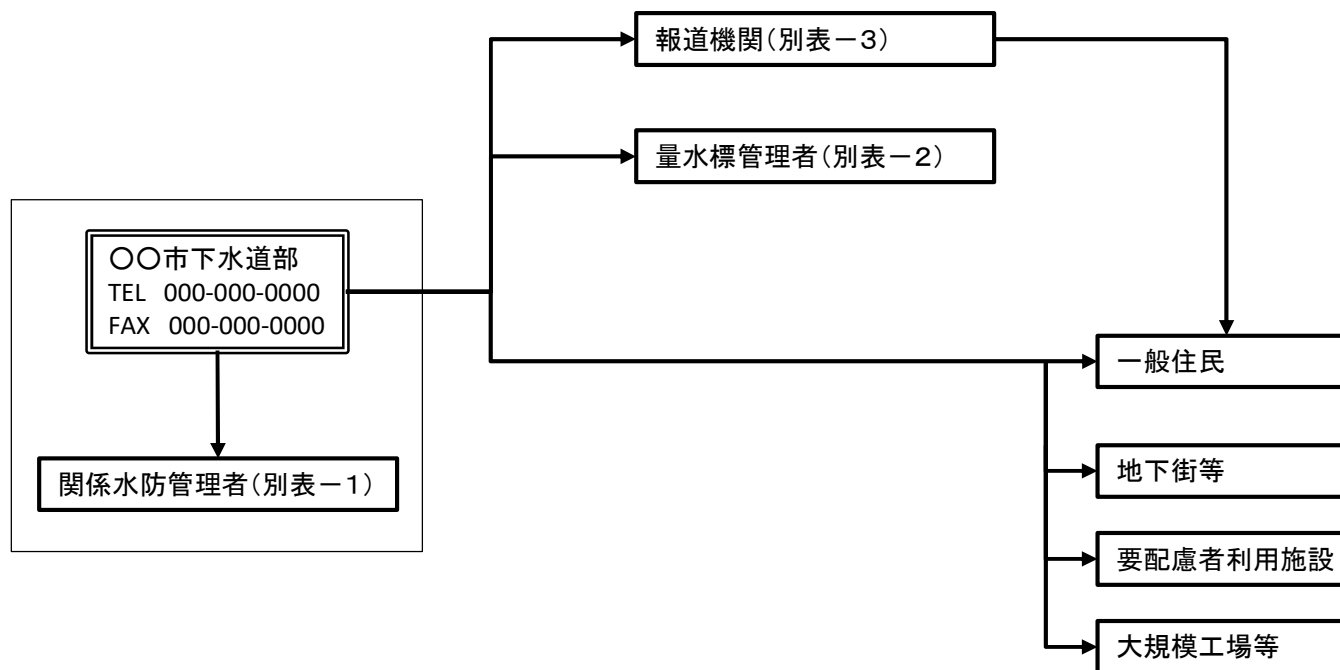 報道機関(別表－3)
量水標管理者(別表－2)
〇〇市下水道部
TEL 000-000-0000
FAX 000-000-0000
関係水防管理者(別表－1)
一般住民
地下街等
要配慮者利用施設
大規模工場等